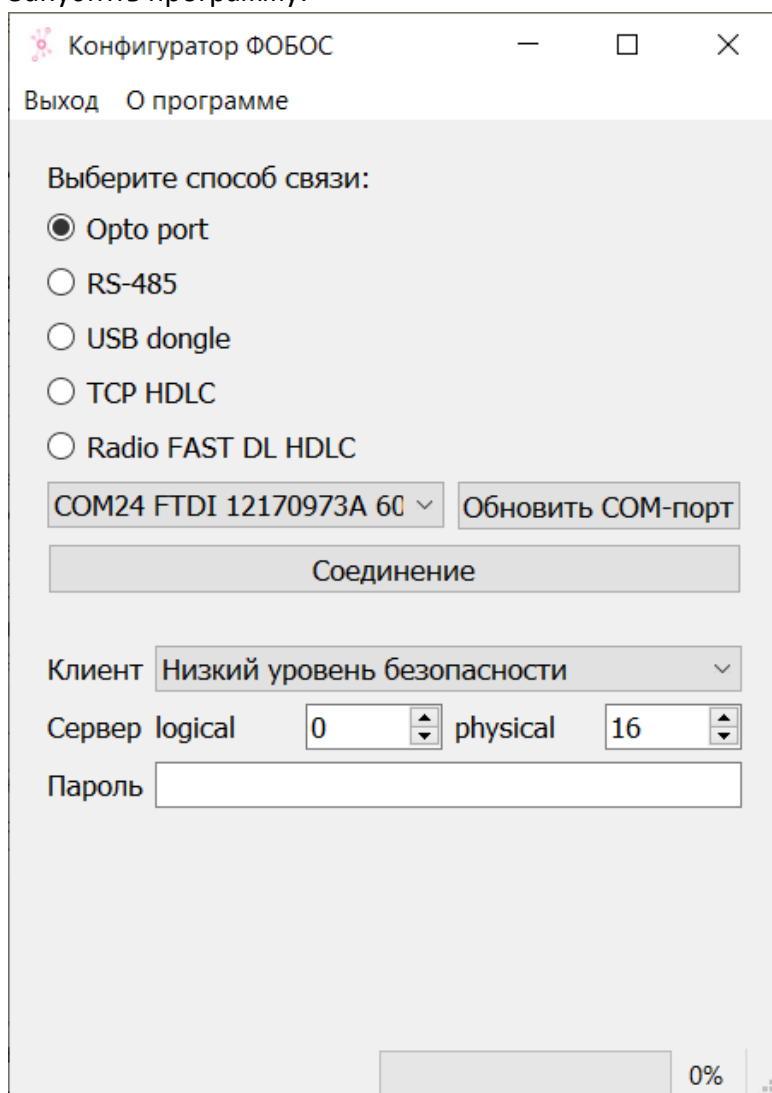 Запустить программу.
Конфигуратор ФОБОС
Выход О программе
Выберите способ связи:
Opto port
RS-485
USB dongle
TCP HDLC
Radio FAST DL HDLC
COM24 FTDI 12170973A 60 Обновить COM-порт
Соединение
Клиент Низкий уровень безопасности
Сервер logical 0 physical 16
Пароль
0%